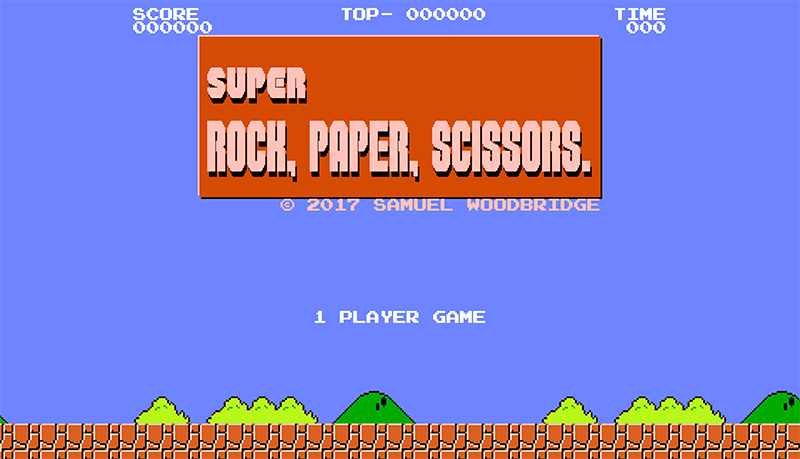 SCORE TOP- 000000 TIME
000000 000
SUPER
ROCK, PAPER, SCISSORS.
© 2017 SAMUEL WOODBRIDGE
1 PLAYER GAME